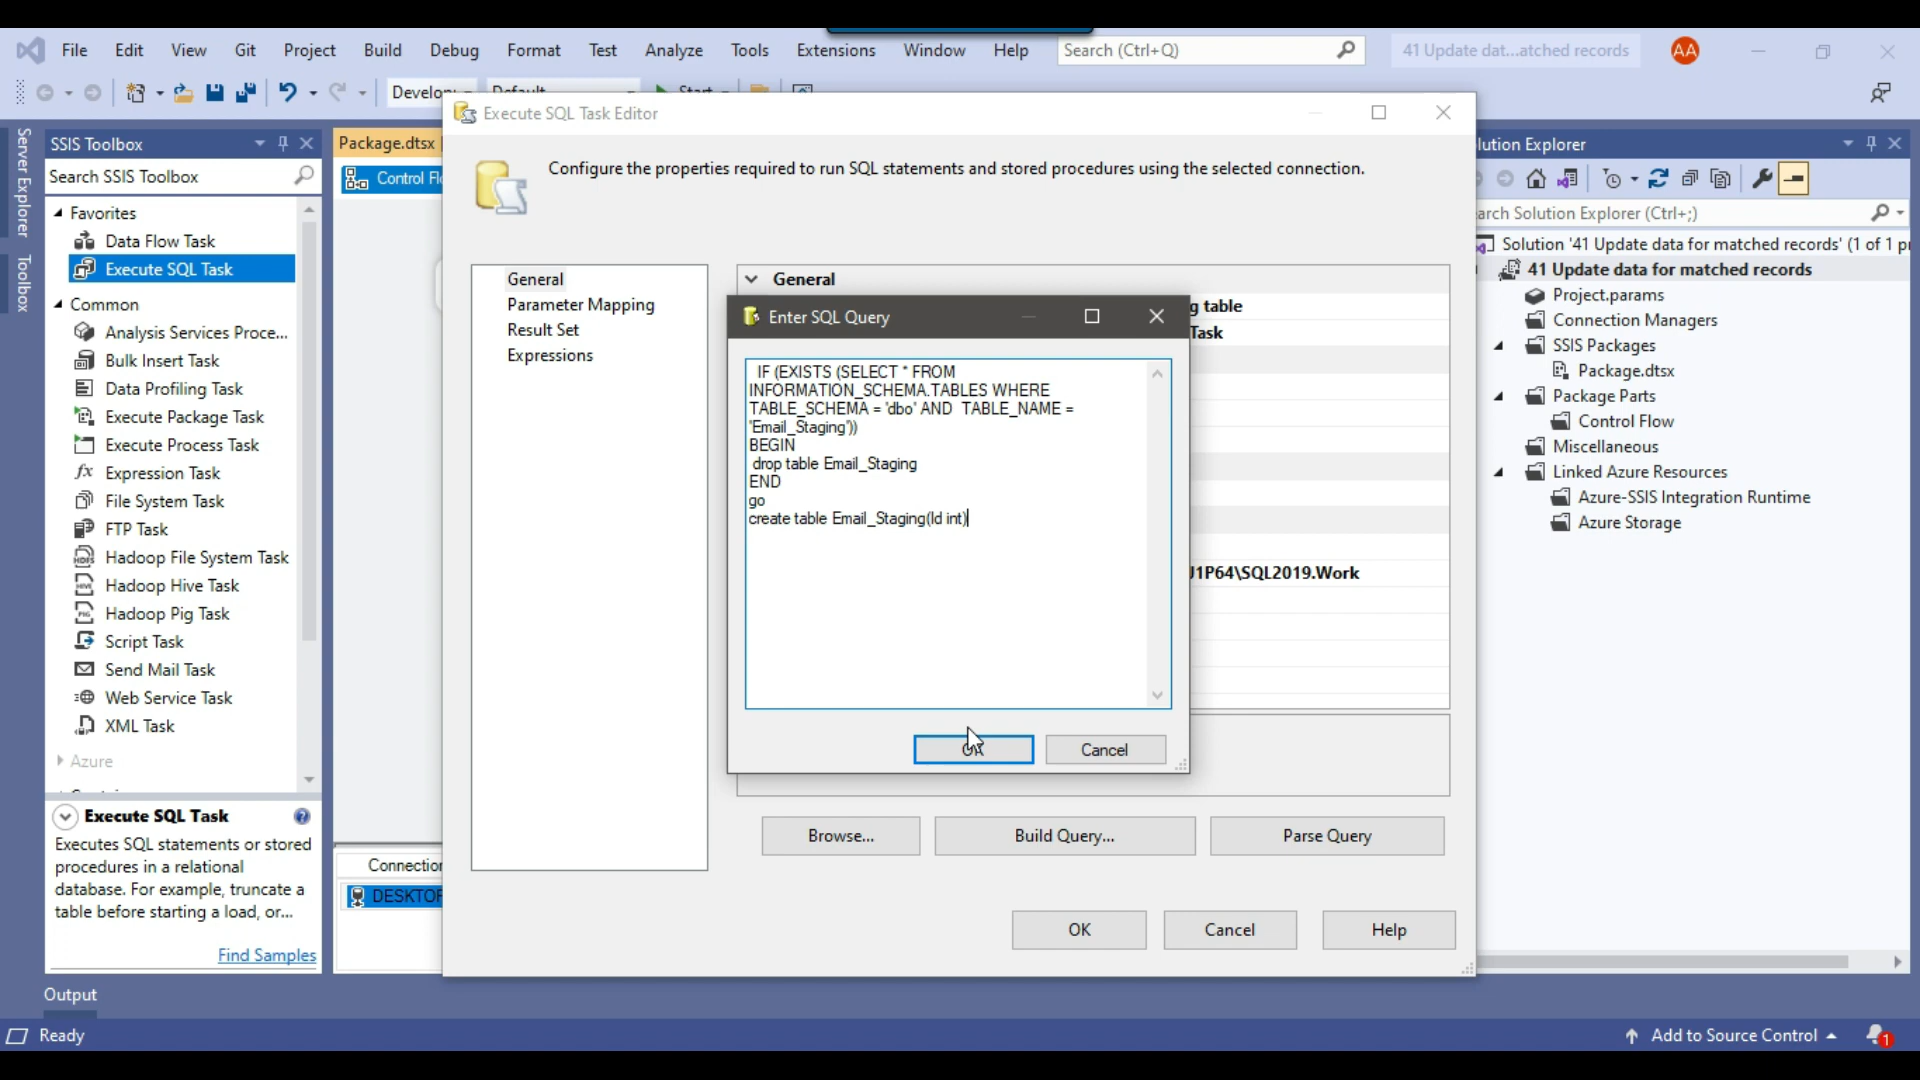 File Edit View Git Project Build Debug Format Test Analyze Tools Extensions Window Help Search (Ctrl+Q) 41 Update dat...atched records AA
Develop Default Start
Server Explorer
Toolbox
SSIS Toolbox
Search SSIS Toolbox
Favorites
Data Flow Task
Execute SQL Task
Common
Analysis Services Proce...
Bulk Insert Task
Data Profiling Task
Execute Package Task
Execute Process Task
Expression Task
File System Task
FTP Task
Hadoop File System Task
Hadoop Hive Task
Hadoop Pig Task
Script Task
Send Mail Task
Web Service Task
XML Task
Azure
Execute SQL Task
Executes SQL statements or stored
procedures in a relational
database. For example, truncate a
table before starting a load, or...
Find Samples
Package.dtsx
Control Flo
Connection
DESKTOP
Execute SQL Task Editor
Configure the properties required to run SQL statements and stored procedures using the selected connection.
General
Parameter Mapping
Result Set
Expressions
General
g table
Task
J1P64\SQL2019.Work
Enter SQL Query
IF (EXISTS (SELECT * FROM
INFORMATION_SCHEMA.TABLES WHERE
TABLE_SCHEMA = 'dbo' AND  TABLE_NAME =
'Email_Staging'))
BEGIN
drop table Email_Staging
END
go
create table Email_Staging(Id int)
OK Cancel
Browse... Build Query... Parse Query
OK Cancel Help
lution Explorer
arch Solution Explorer (Ctrl+;)
Solution '41 Update data for matched records' (1 of 1 pr
41 Update data for matched records
Project.params
Connection Managers
SSIS Packages
Package.dtsx
Package Parts
Control Flow
Miscellaneous
Linked Azure Resources
Azure-SSIS Integration Runtime
Azure Storage
Output
Ready
Add to Source Control 1